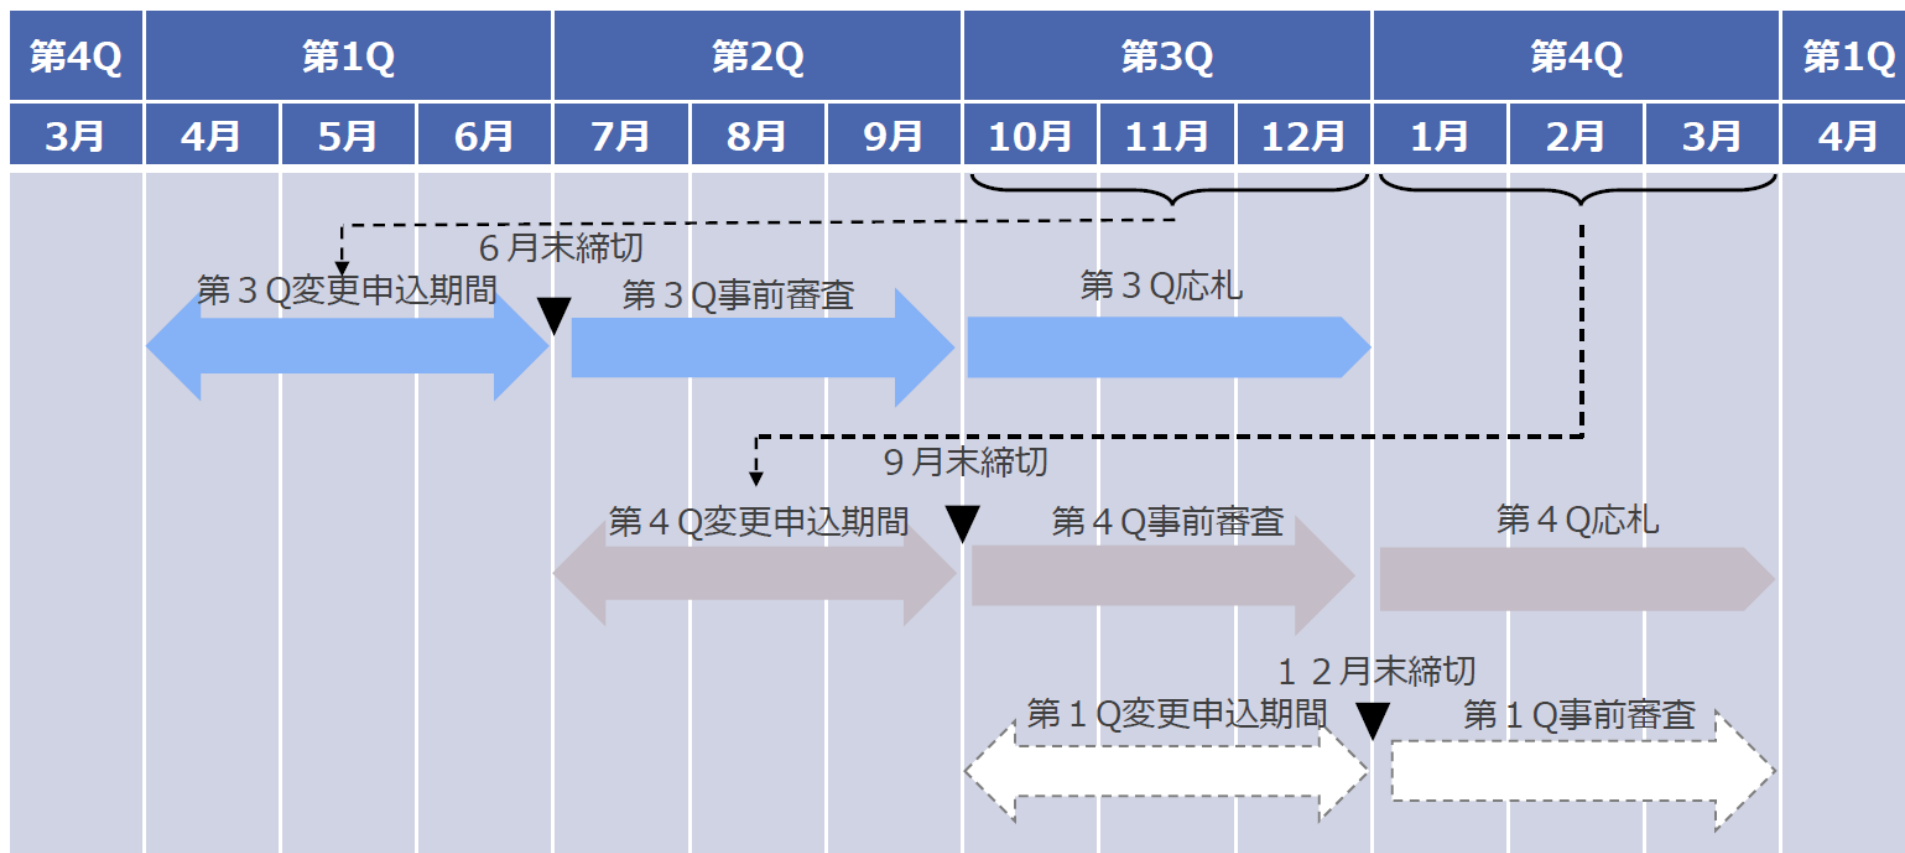 第4Q 第1Q 第2Q 第3Q 第4Q 第1Q
3月 4月 5月 6月 7月 8月 9月 10月 11月 12月 1月 2月 3月 4月
６月末締切
第３Q変更申込期間 第３Q事前審査 第３Q応札
９月末締切
第４Q変更申込期間 第４Q事前審査 第４Q応札
１２月末締切
第１Q変更申込期間 第１Q事前審査